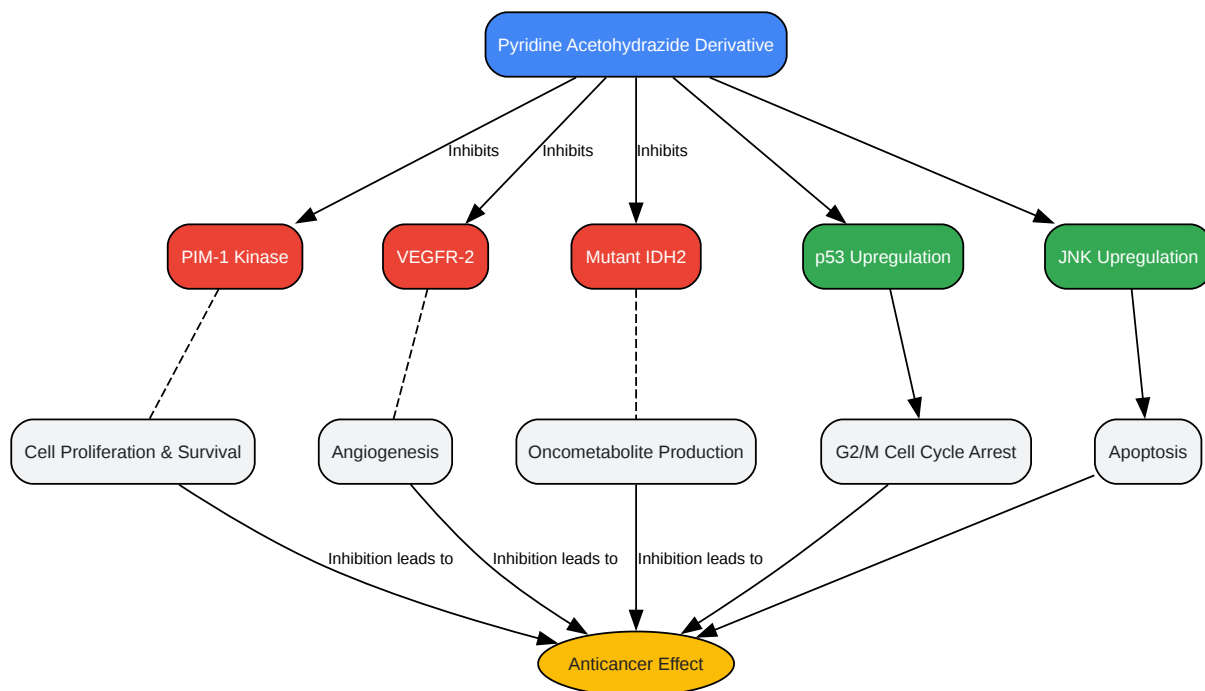 Pyridine Acetohydrazide Derivative
Inhibits
Inhibits
Inhibits
PIM-1 Kinase
VEGFR-2
Mutant IDH2
p53 Upregulation
JNK Upregulation
Cell Proliferation & Survival
Angiogenesis
Oncometabolite Production
G2/M Cell Cycle Arrest
Apoptosis
Inhibition leads to
Inhibition leads to
Inhibition leads to
Anticancer Effect